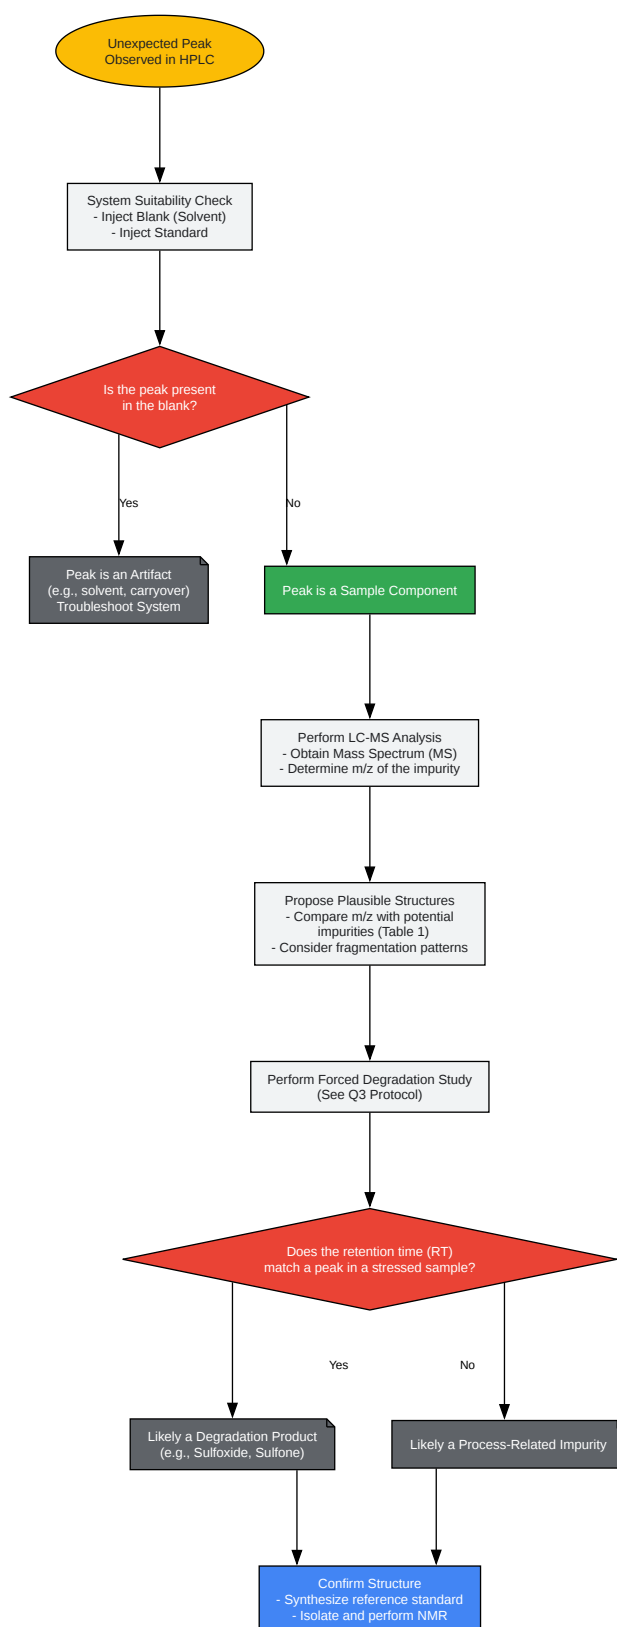 Unexpected Peak
Observed in HPLC
System Suitability Check
- Inject Blank (Solvent)
- Inject Standard
Is the peak present
in the blank?
Yes
No
Peak is an Artifact
(e.g., solvent, carryover)
Troubleshoot System
Peak is a Sample Component
Perform LC-MS Analysis
- Obtain Mass Spectrum (MS)
- Determine m/z of the impurity
Propose Plausible Structures
- Compare m/z with potential
impurities (Table 1)
- Consider fragmentation patterns
Perform Forced Degradation Study
(See Q3 Protocol)
Does the retention time (RT)
match a peak in a stressed sample?
Yes
No
Likely a Degradation Product
(e.g., Sulfoxide, Sulfone)
Likely a Process-Related Impurity
Confirm Structure
- Synthesize reference standard
- Isolate and perform NMR